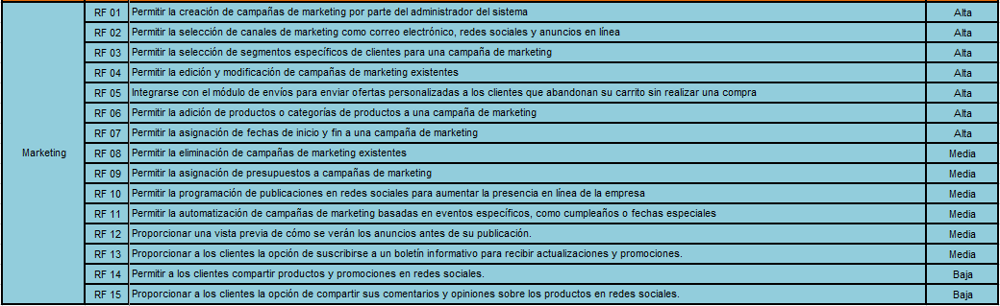 RF 01 Permitir la creación de campañas de marketing por parte del administrador del sistema Alta
RF 02 Permitir la selección de canales de marketing como correo electrónico, redes sociales y anuncios en línea Alta
RF 03 Permitir la selección de segmentos específicos de clientes para una campaña de marketing Alta
RF 04 Permitir la edición y modificación de campañas de marketing existentes Alta
RF 05 Integrarse con el módulo de envíos para enviar ofertas personalizadas a los clientes que abandonan su carrito sin realizar una compra Alta
RF 06 Permitir la adición de productos o categorías de productos a una campaña de marketing Alta
RF 07 Permitir la asignación de fechas de inicio y fin a una campaña de marketing Alta
Marketing RF 08 Permitir la eliminación de campañas de marketing existentes Media
RF 09 Permitir la asignación de presupuestos a campañas de marketing Media
RF 10 Permitir la programación de publicaciones en redes sociales para aumentar la presencia en línea de la empresa Media
RF 11 Permitir la automatización de campañas de marketing basadas en eventos específicos, como cumpleaños o fechas especiales Media
RF 12 Proporcionar una vista previa de cómo se verán los anuncios antes de su publicación. Media
RF 13 Proporcionar a los clientes la opción de suscribirse a un boletín informativo para recibir actualizaciones y promociones. Media
RF 14 Permitir a los clientes compartir productos y promociones en redes sociales. Baja
RF 15 Proporcionar a los clientes la opción de compartir sus comentarios y opiniones sobre los productos en redes sociales. Baja